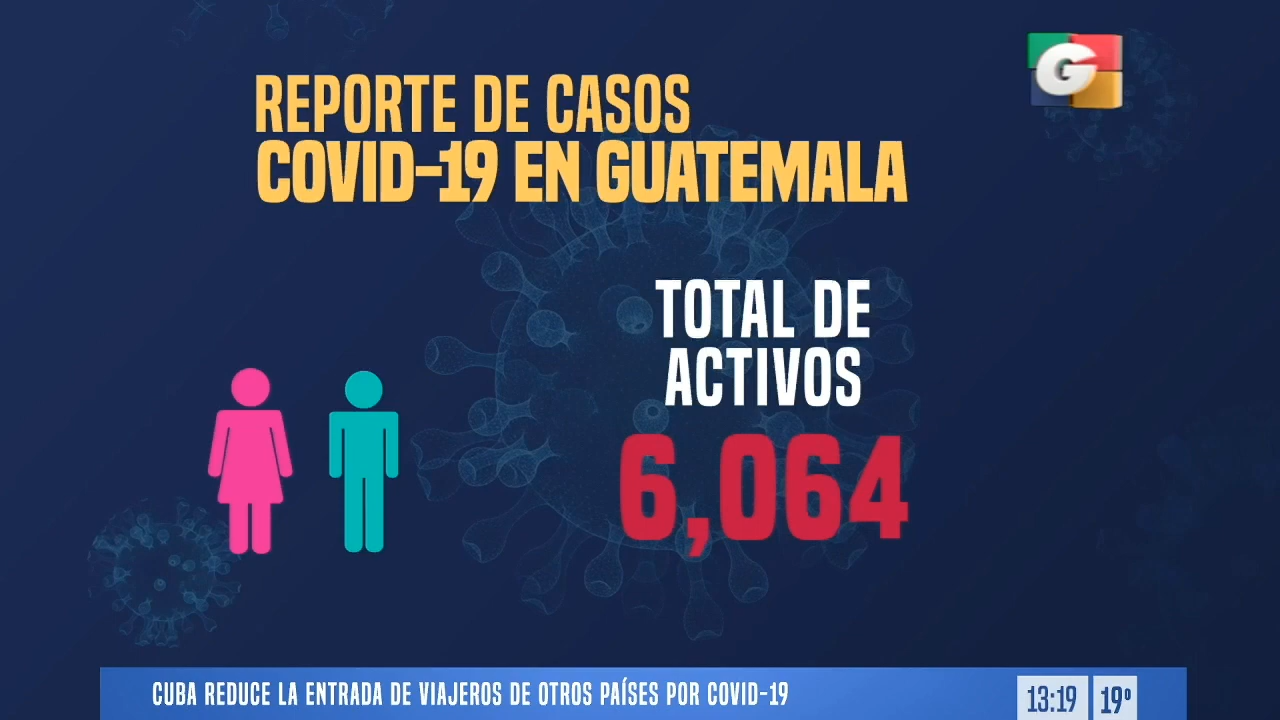 G
REPORTE DE CASOS
COVID-19 EN GUATEMALA
TOTAL DE
ACTIVOS
6,064
CUBA REDUCE LA ENTRADA DE VIAJEROS DE OTROS PAÍSES POR COVID-19
13:19 19º